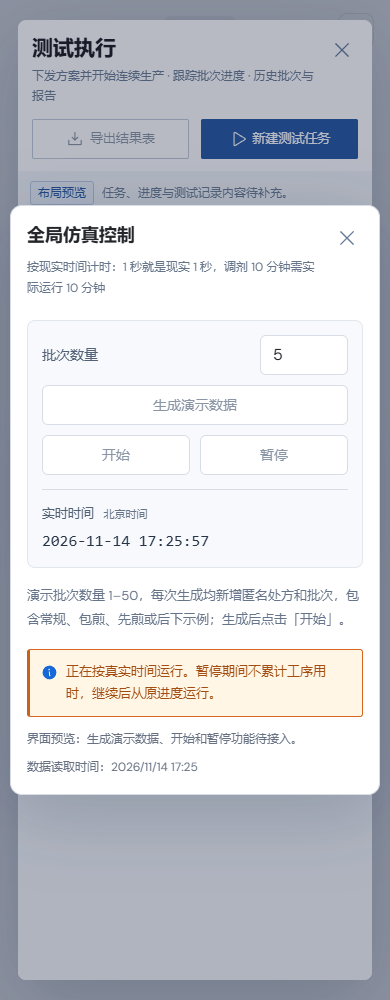 测试执行
下发方案并开始连续生产 · 跟踪批次进度 · 历史批次与
报告
导出结果表
新建测试任务
布局预览 任务、进度与测试记录内容待补充。
全局仿真控制
按现实时间计时：1 秒就是现实 1 秒，调剂 10 分钟需实
际运行 10 分钟
批次数量 5
生成演示数据
开始 暂停
实时时间 北京时间
2026-11-14 17:25:57
演示批次数量 1–50，每次生成均新增匿名处方和批次，包
含常规、包煎、先煎或后下示例；生成后点击「开始」。
正在按真实时间运行。暂停期间不累计工序用
时，继续后从原进度运行。
界面预览：生成演示数据、开始和暂停功能待接入。
数据读取时间：2026/11/14 17:25